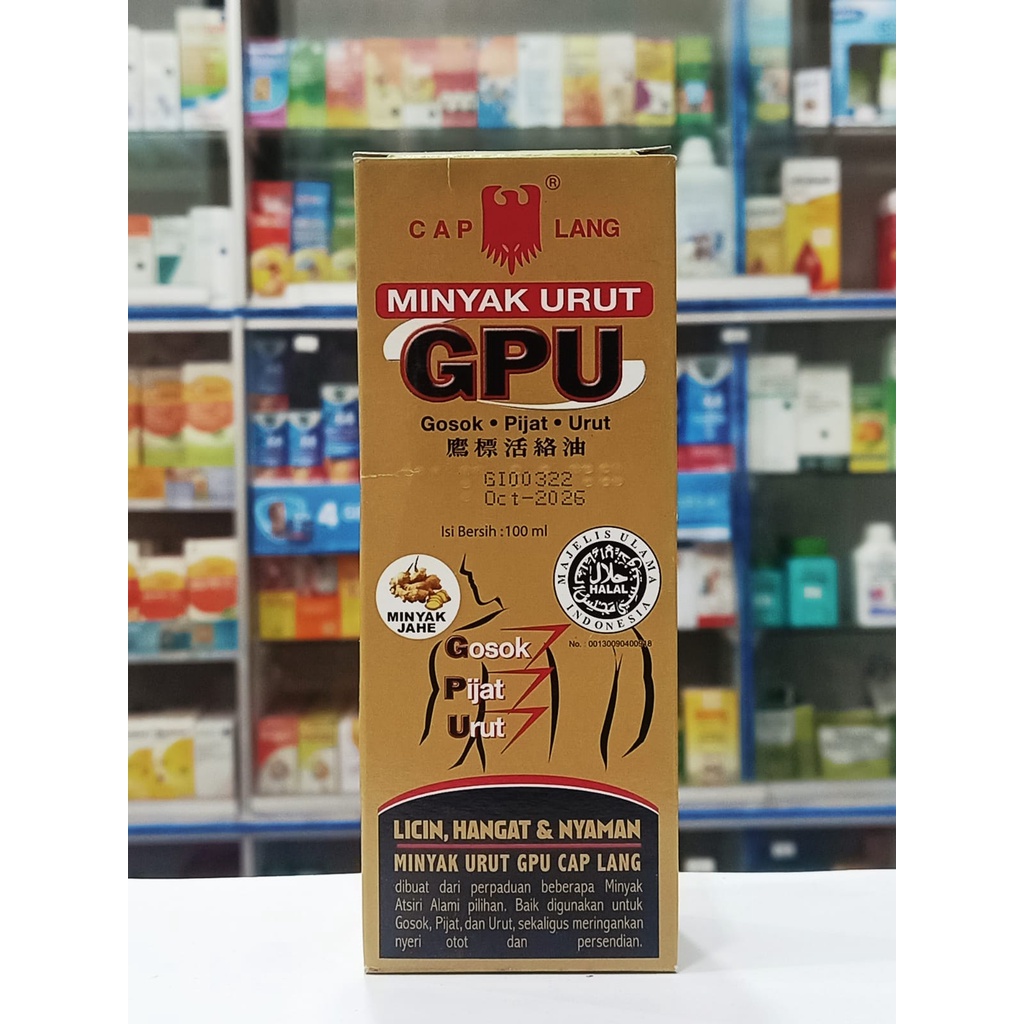 CAP LANG ®
MINYAK URUT
GPU
Gosok • Pijat • Urut
鷹標活絡油
GI00322
Oct-2026
Isi Bersih :100 ml
MINYAK
JAHE
MAJELIS ULAMA
حلال
HALAL
INDONESIA
No. : 00130090400918
Gosok
Pijat
Urut
LICIN, HANGAT & NYAMAN
MINYAK URUT GPU CAP LANG
dibuat dari perpaduan beberapa Minyak
Atsiri Alami pilihan. Baik digunakan untuk
Gosok, Pijat, dan Urut, sekaligus meringankan
nyeri otot dan persendian.